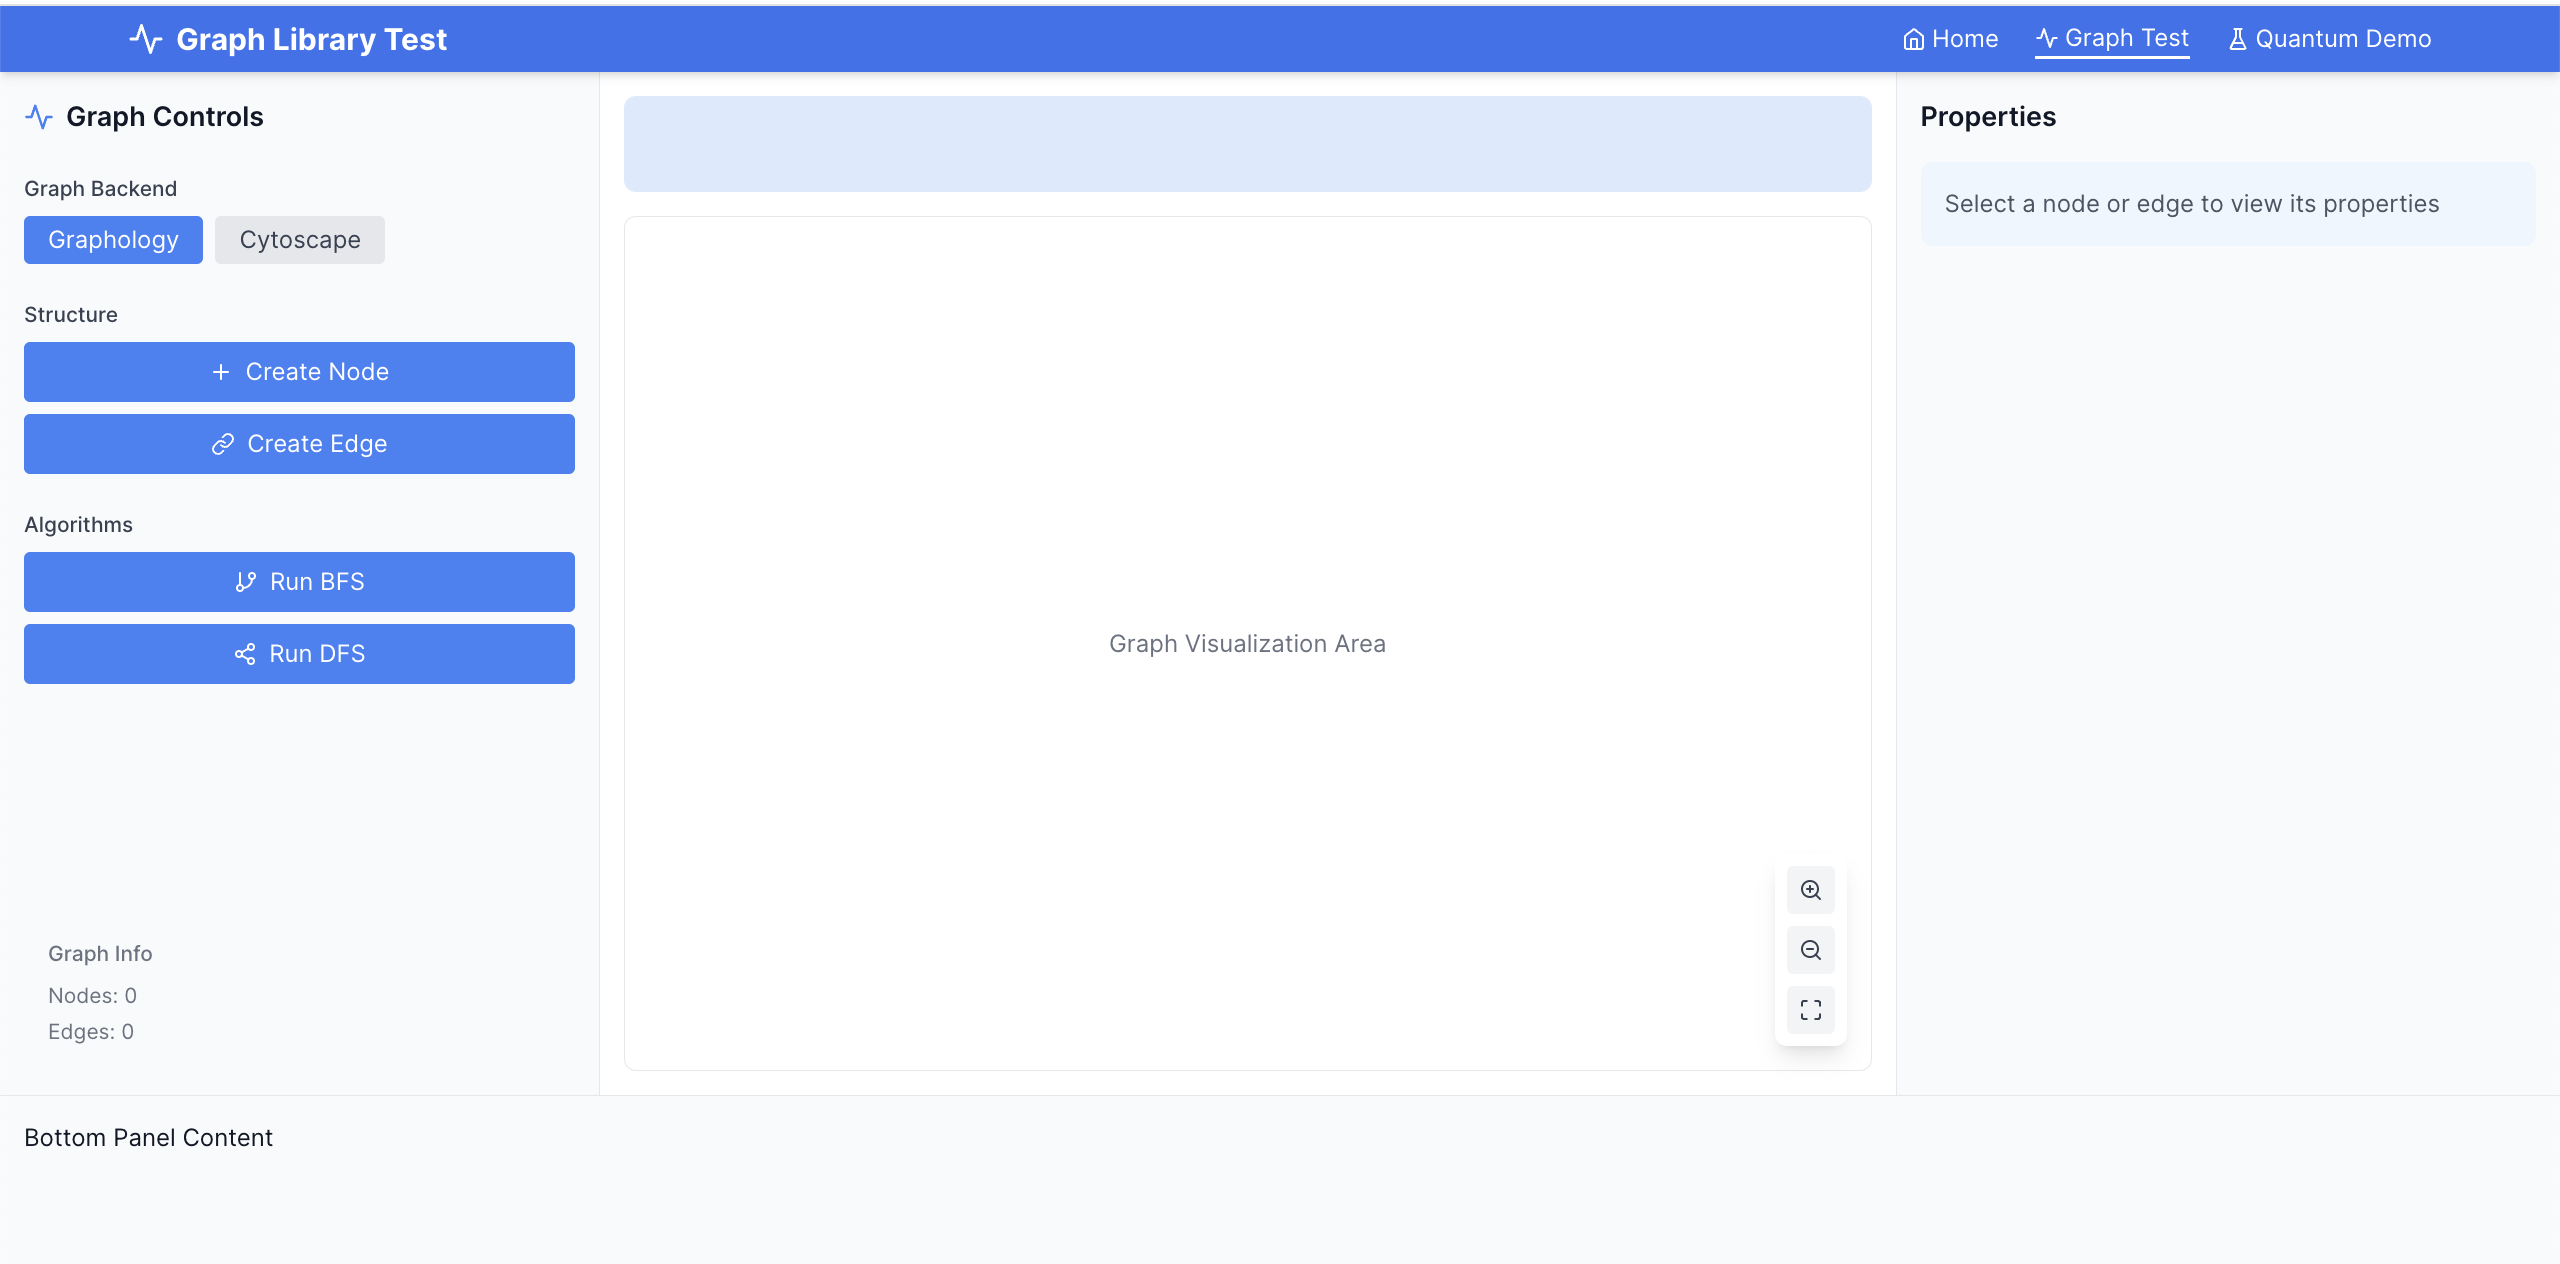 Graph Library Test
Home
Graph Test
Quantum Demo
Graph Controls
Graph Backend
Graphology
Cytoscape
Structure
Create Node
Create Edge
Algorithms
Run BFS
Run DFS
Graph Info
Nodes: 0
Edges: 0
Graph Visualization Area
Properties
Select a node or edge to view its properties
Bottom Panel Content